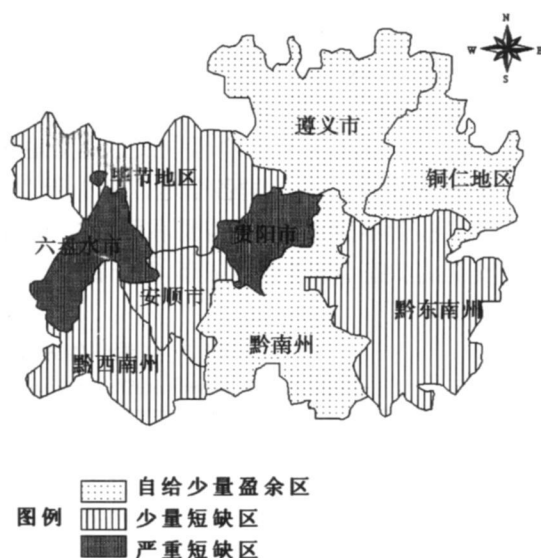 N
W E
S
遵义市
铜仁地区
毕节地区
六盘水市
贵阳市
安顺市
黔东南州
黔南州
黔西南州
图例
自给少量盈余区
少量短缺区
严重短缺区